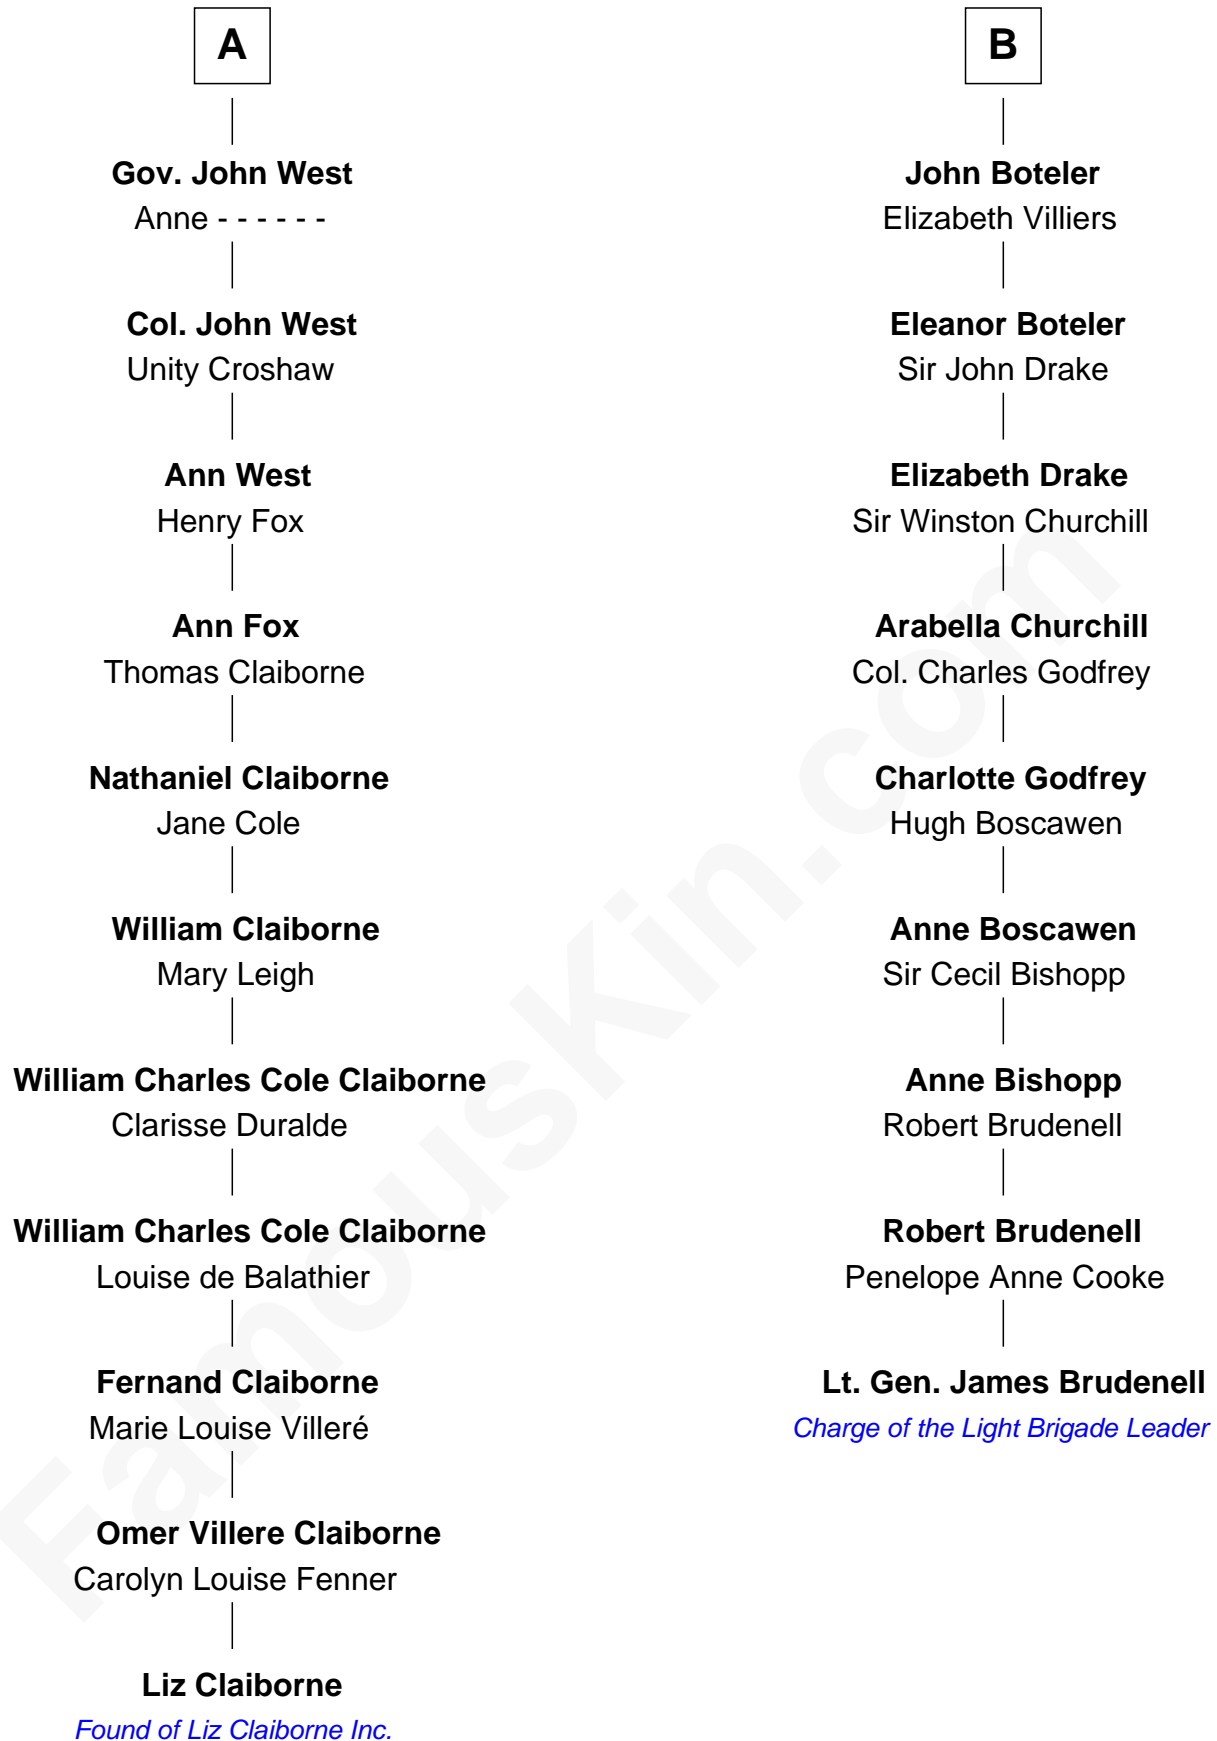 A
Gov. John West
Anne - - - - - -
Col. John West
Unity Croshaw
Ann West
Henry Fox
Ann Fox
Thomas Claiborne
Nathaniel Claiborne
Jane Cole
William Claiborne
Mary Leigh
William Charles Cole Claiborne
Clarisse Duralde
William Charles Cole Claiborne
Louise de Balathier
Fernand Claiborne
Marie Louise Villeré
Omer Villere Claiborne
Carolyn Louise Fenner
Liz Claiborne
Found of Liz Claiborne Inc.
B
John Boteler
Elizabeth Villiers
Eleanor Boteler
Sir John Drake
Elizabeth Drake
Sir Winston Churchill
Arabella Churchill
Col. Charles Godfrey
Charlotte Godfrey
Hugh Boscawen
Anne Boscawen
Sir Cecil Bishopp
Anne Bishopp
Robert Brudenell
Robert Brudenell
Penelope Anne Cooke
Lt. Gen. James Brudenell
Charge of the Light Brigade Leader
FamousKin.com